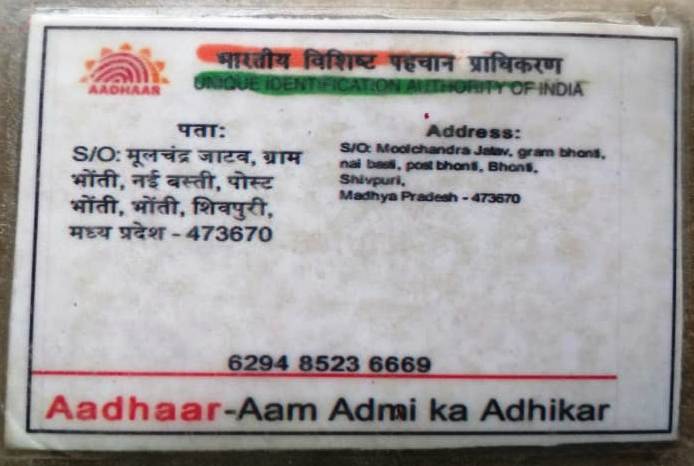 भारतीय विशिष्ट पहचान प्राधिकरण
AADHAAR
UNIQUE IDENTIFICATION AUTHORITY OF INDIA
पता:
S/O: मूलचंद्र जाटव, ग्राम
भोंती, नई बस्ती, पोस्ट
भोंती, भोंती, शिवपुरी,
मध्य प्रदेश - 473670
Address:
S/O: Moolchandra Jatav, gram bhonti,
nai basti, post bhonti, Bhonti,
Shivpuri,
Madhya Pradesh - 473670
6294 8523 6669
Aadhaar-Aam Admi ka Adhikar